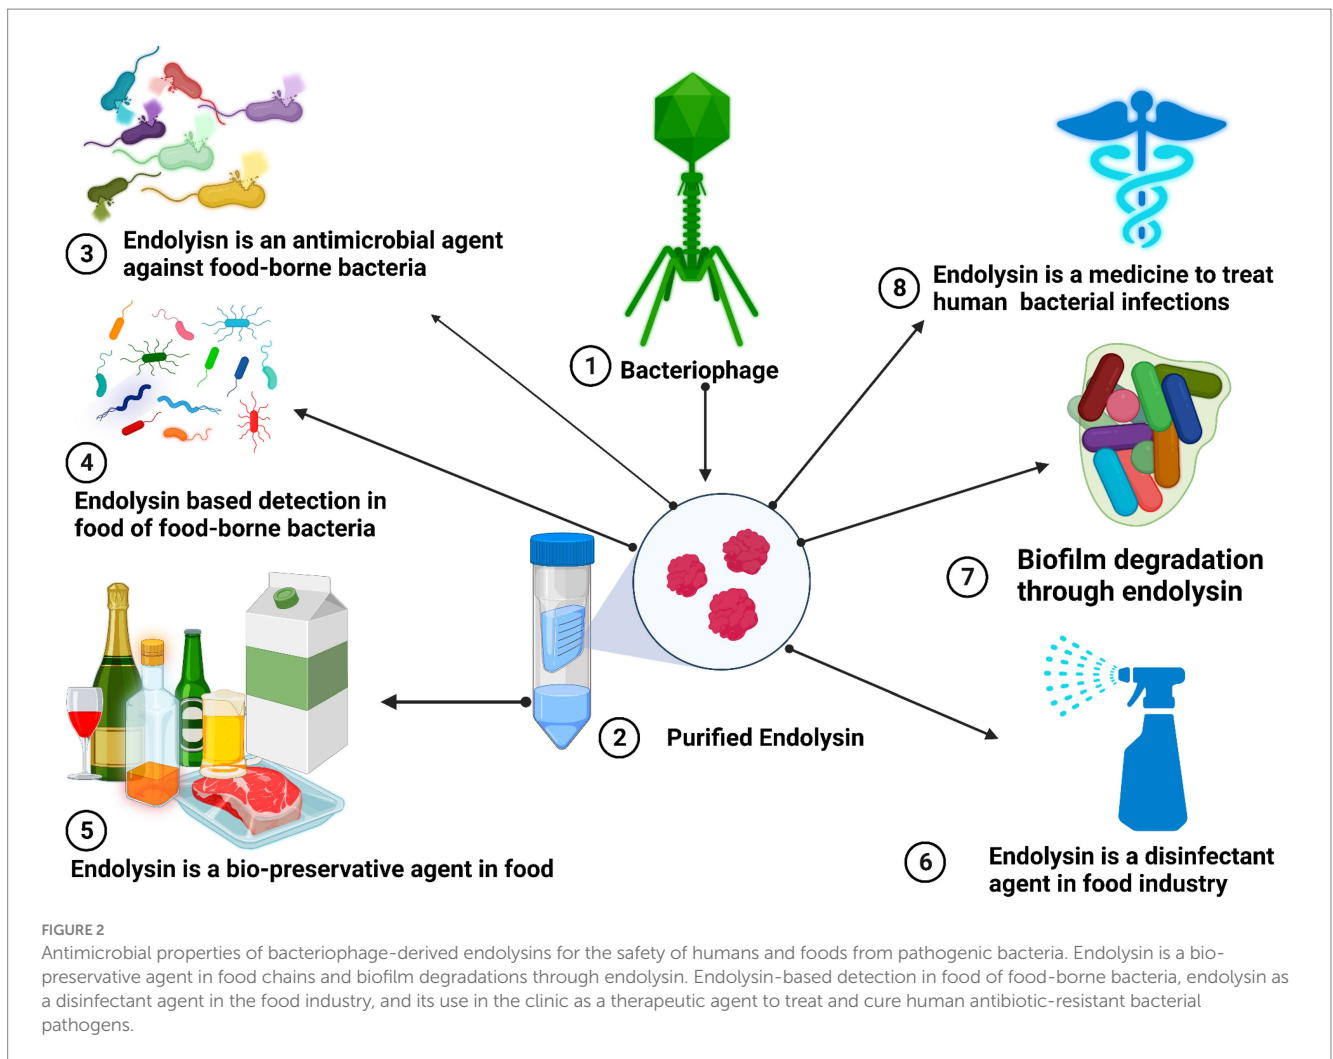 3
Endolyisn is an antimicrobial agent
against food-borne bacteria
1
Bacteriophage
8
Endolysin is a medicine to treat
human bacterial infections
4
Endolysin based detection in
food of food-borne bacteria
7
Biofilm degradation
through endolysin
2
Purified Endolysin
5
Endolysin is a bio-preservative agent in food
6
Endolysin is a disinfectant
agent in food industry
FIGURE 2
Antimicrobial properties of bacteriophage-derived endolysins for the safety of humans and foods from pathogenic bacteria. Endolysin is a bio-
preservative agent in food chains and biofilm degradations through endolysin. Endolysin-based detection in food of food-borne bacteria, endolysin as
a disinfectant agent in the food industry, and its use in the clinic as a therapeutic agent to treat and cure human antibiotic-resistant bacterial
pathogens.